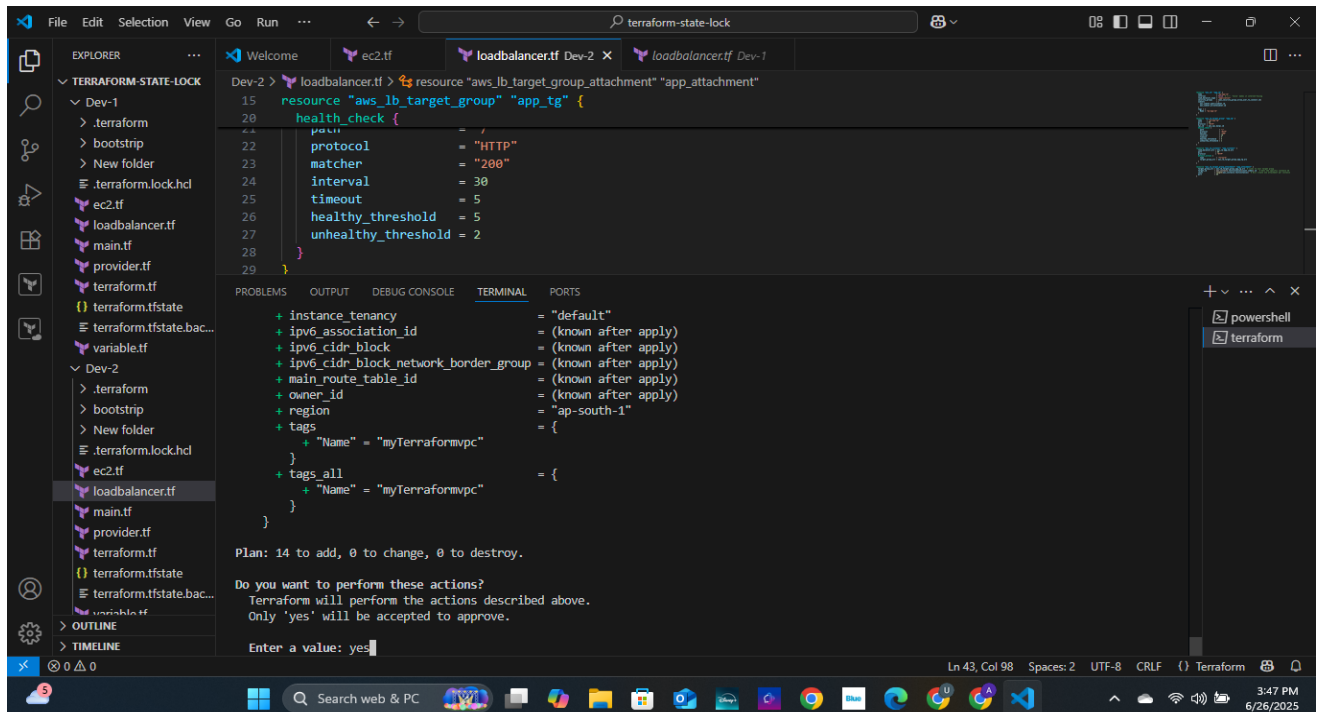 File Edit Selection View Go Run ··· ← → terraform-state-lock
EXPLORER ···
TERRAFORM-STATE-LOCK
Dev-1
.terraform
bootstrip
New folder
.terraform.lock.hcl
ec2.tf
loadbalancer.tf
main.tf
provider.tf
terraform.tf
{} terraform.tfstate
terraform.tfstate.bac...
variable.tf
Dev-2
.terraform
bootstrip
New folder
.terraform.lock.hcl
ec2.tf
loadbalancer.tf
main.tf
provider.tf
terraform.tf
{} terraform.tfstate
terraform.tfstate.bac...
variable.tf
OUTLINE
TIMELINE
Welcome ec2.tf loadbalancer.tf Dev-2 × loadbalancer.tf Dev-1
Dev-2 > loadbalancer.tf > resource "aws_lb_target_group_attachment" "app_attachment"
15 resource "aws_lb_target_group" "app_tg" {
20 health_check {
21 path = "/"
22 protocol = "HTTP"
23 matcher = "200"
24 interval = 30
25 timeout = 5
26 healthy_threshold = 5
27 unhealthy_threshold = 2
28 }
29 }
PROBLEMS OUTPUT DEBUG CONSOLE TERMINAL PORTS
+ instance_tenancy = "default"
+ ipv6_association_id = (known after apply)
+ ipv6_cidr_block = (known after apply)
+ ipv6_cidr_block_network_border_group = (known after apply)
+ main_route_table_id = (known after apply)
+ owner_id = (known after apply)
+ region = "ap-south-1"
+ tags = {
+ "Name" = "myTerraformvpc"
}
+ tags_all = {
+ "Name" = "myTerraformvpc"
}
}
Plan: 14 to add, 0 to change, 0 to destroy.
Do you want to perform these actions?
Terraform will perform the actions described above.
Only 'yes' will be accepted to approve.
Enter a value: yes
powershell
terraform
0 0 Ln 43, Col 98 Spaces: 2 UTF-8 CRLF {} Terraform
5 Search web & PC Disney+ Blue U A 3:47 PM
6/26/2025